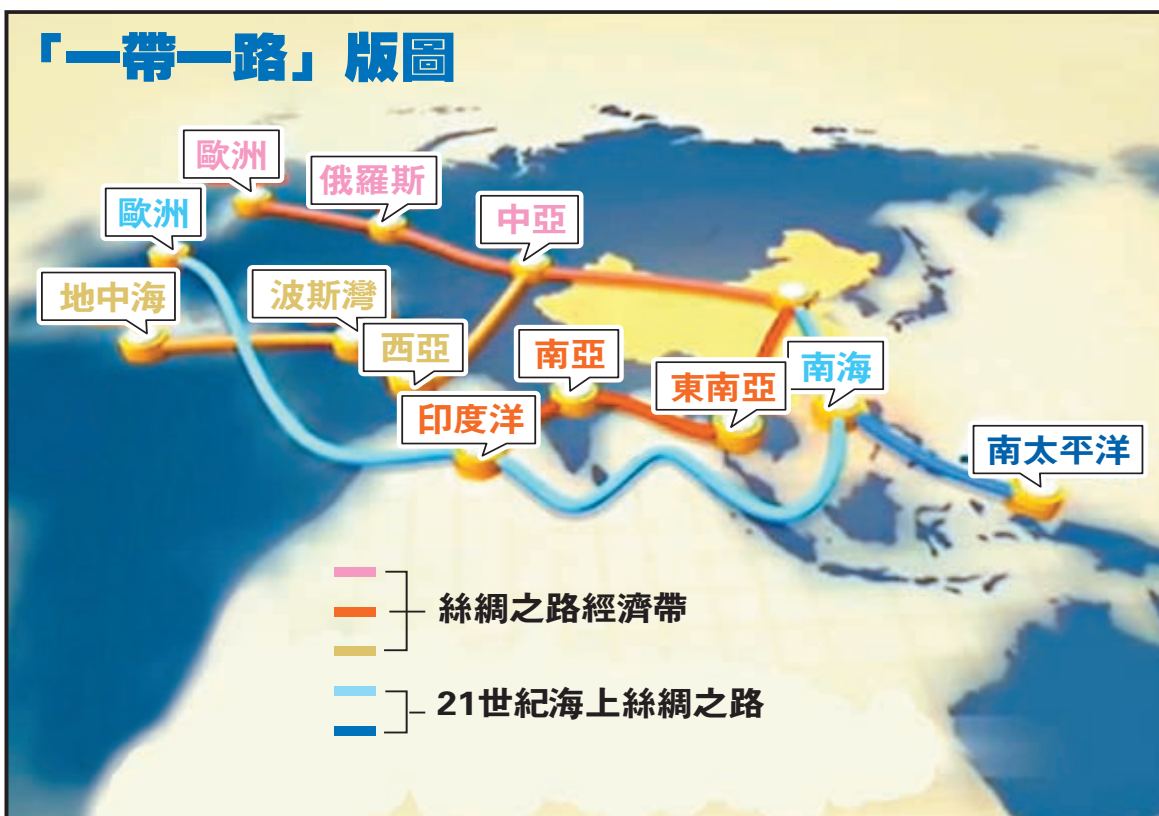 「一帶一路」版圖
歐洲
俄羅斯
歐洲
中亞
地中海
波斯灣
西亞
南亞
東南亞
南海
印度洋
南太平洋
絲綢之路經濟帶
21世紀海上絲綢之路